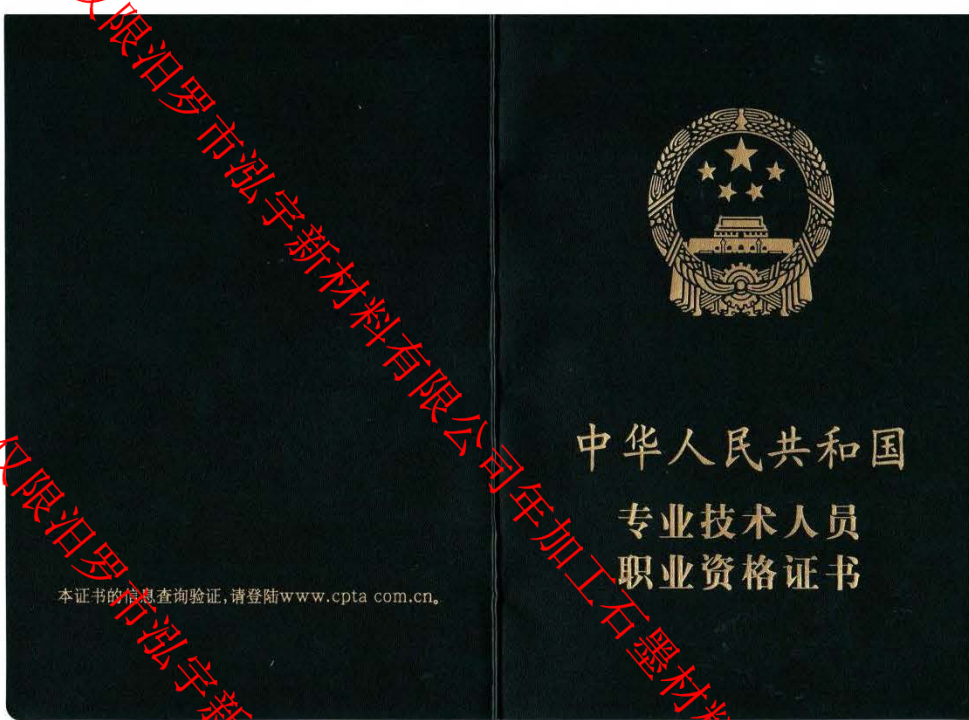 仅限汨罗市泓宇新材料有限公司年加工石墨材料
仅限汨罗市泓宇新
中华人民共和国
专业技术人员
职业资格证书
本证书的信息查询验证,请登陆www.cpta com.cn。